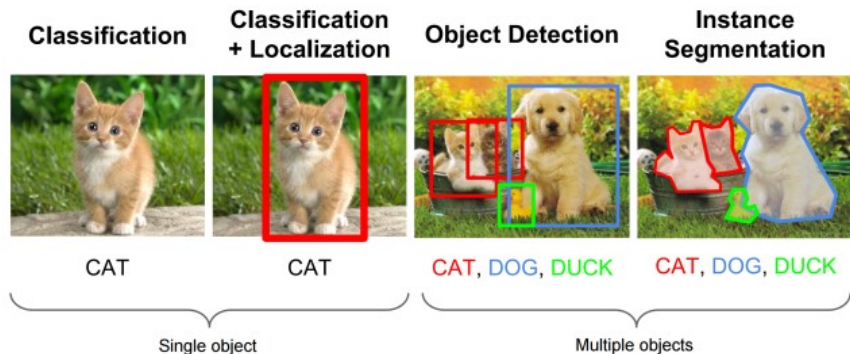 Classification
Classification
+ Localization
Object Detection
Instance
Segmentation
CAT
CAT
CAT, DOG, DUCK
CAT, DOG, DUCK
Single object
Multiple objects